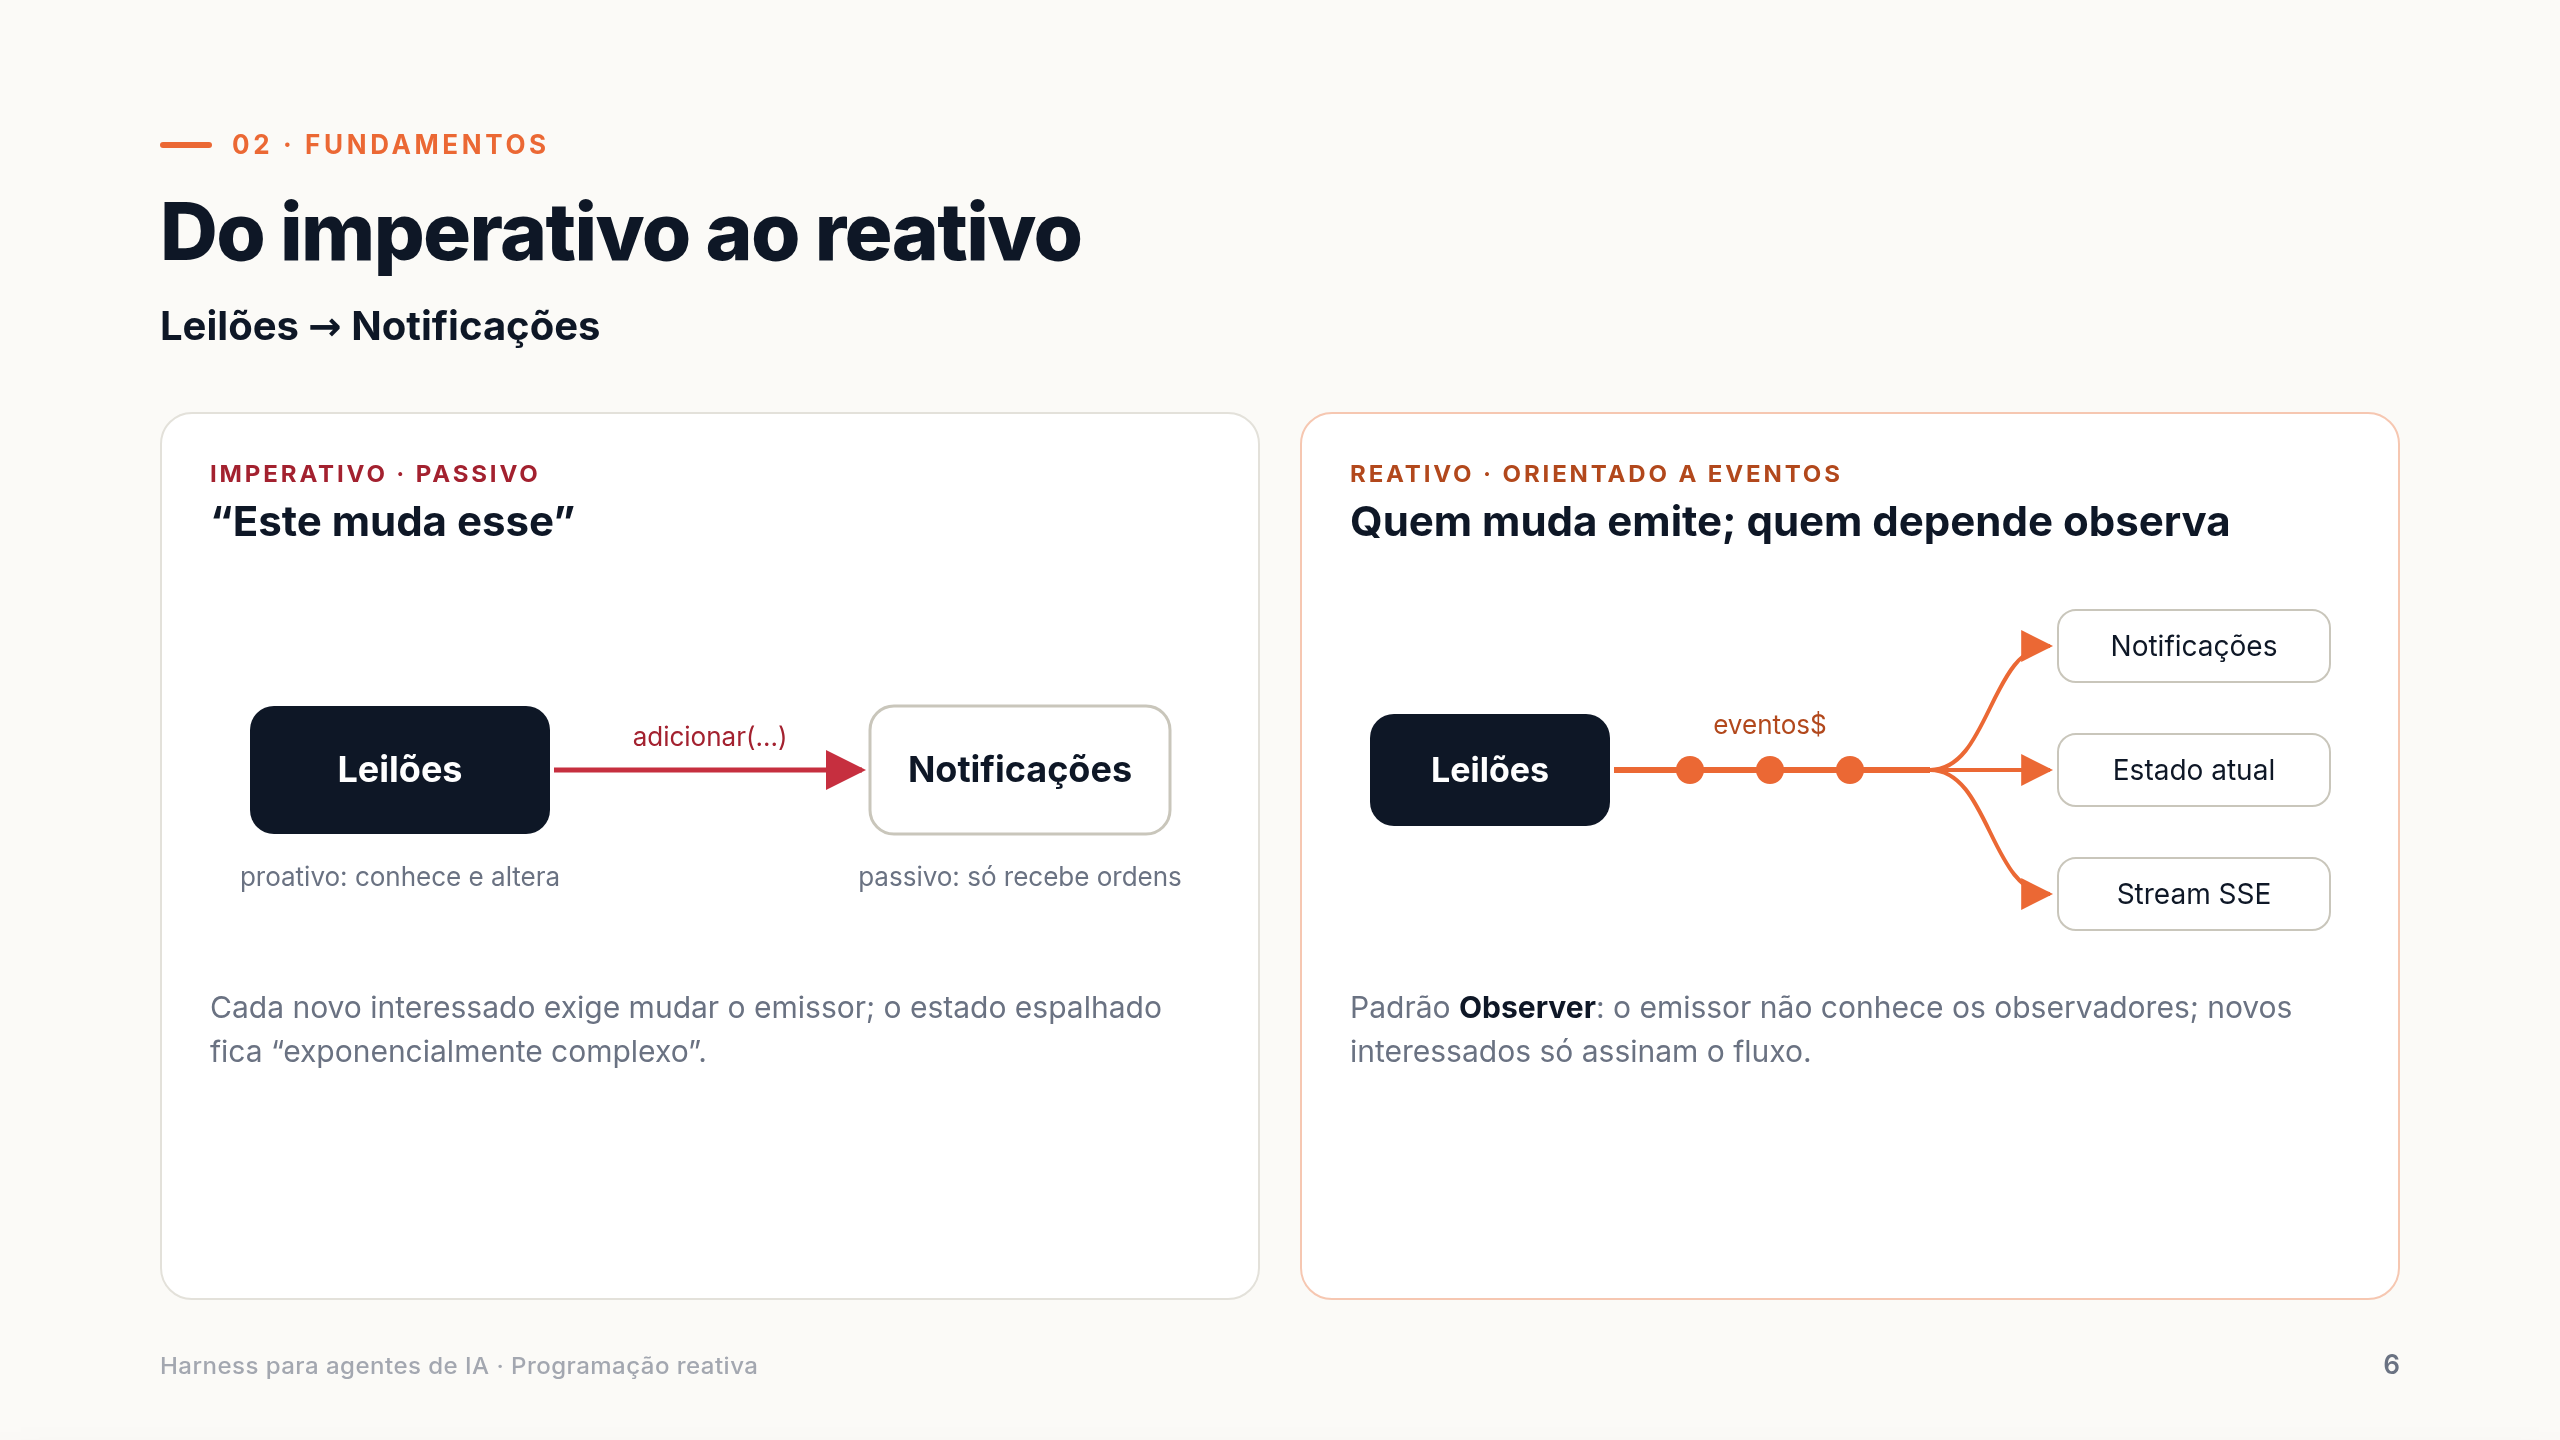 02 · FUNDAMENTOS
Do imperativo ao reativo
Leilões → Notificações
IMPERATIVO · PASSIVO
“Este muda esse”
Leilões
adicionar(...)
Notificações
proativo: conhece e altera
passivo: só recebe ordens
Cada novo interessado exige mudar o emissor; o estado espalhado
fica “exponencialmente complexo”.
REATIVO · ORIENTADO A EVENTOS
Quem muda emite; quem depende observa
Leilões
eventos$
Notificações
Estado atual
Stream SSE
Padrão Observer: o emissor não conhece os observadores; novos
interessados só assinam o fluxo.
Harness para agentes de IA · Programação reativa
6